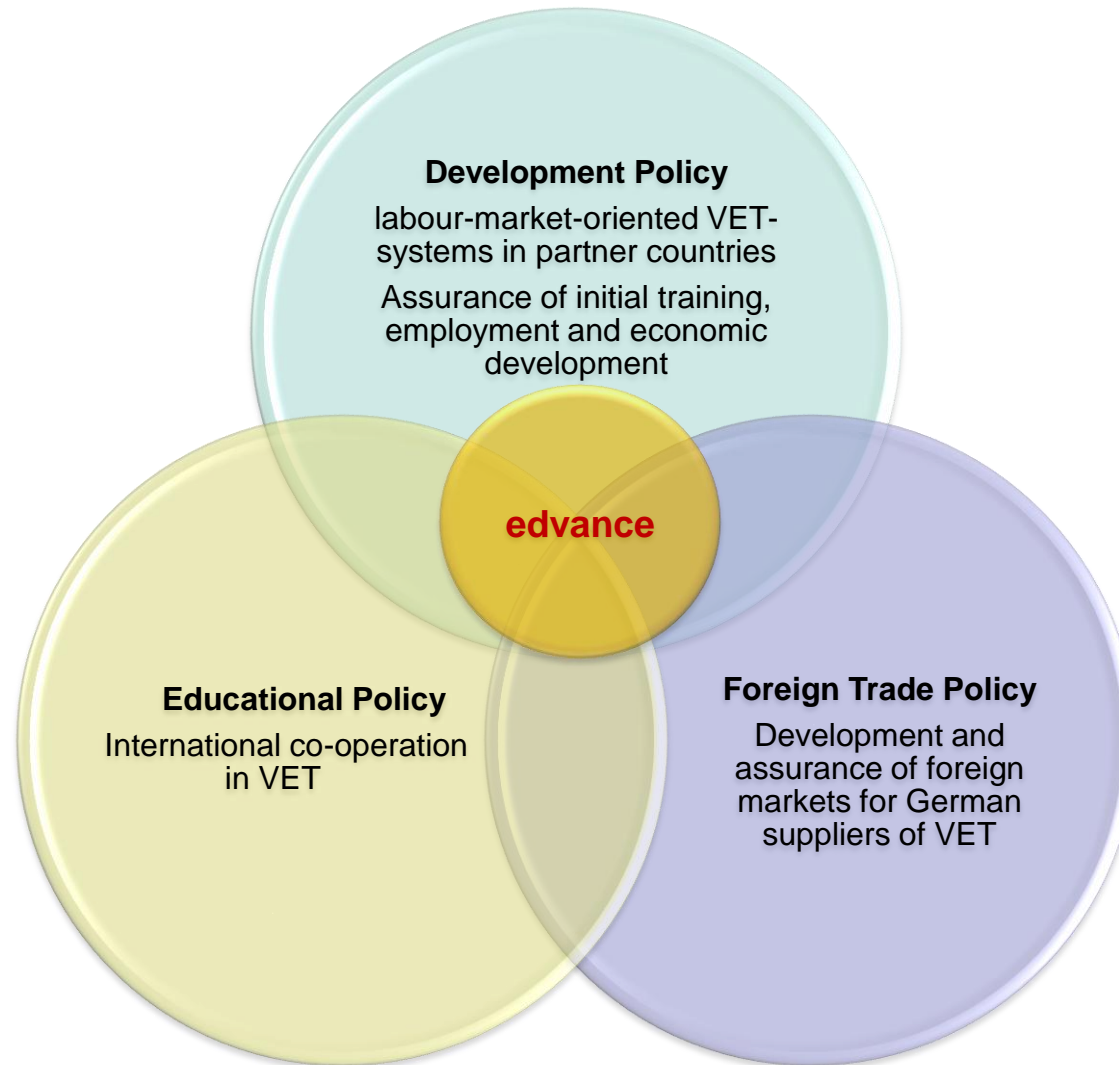 Development Policy
labour-market-oriented VET-
systems in partner countries
Assurance of initial training,
employment and economic
development
edvance
Educational Policy
International co-operation
in VET
Foreign Trade Policy
Development and
assurance of foreign
markets for German
suppliers of VET